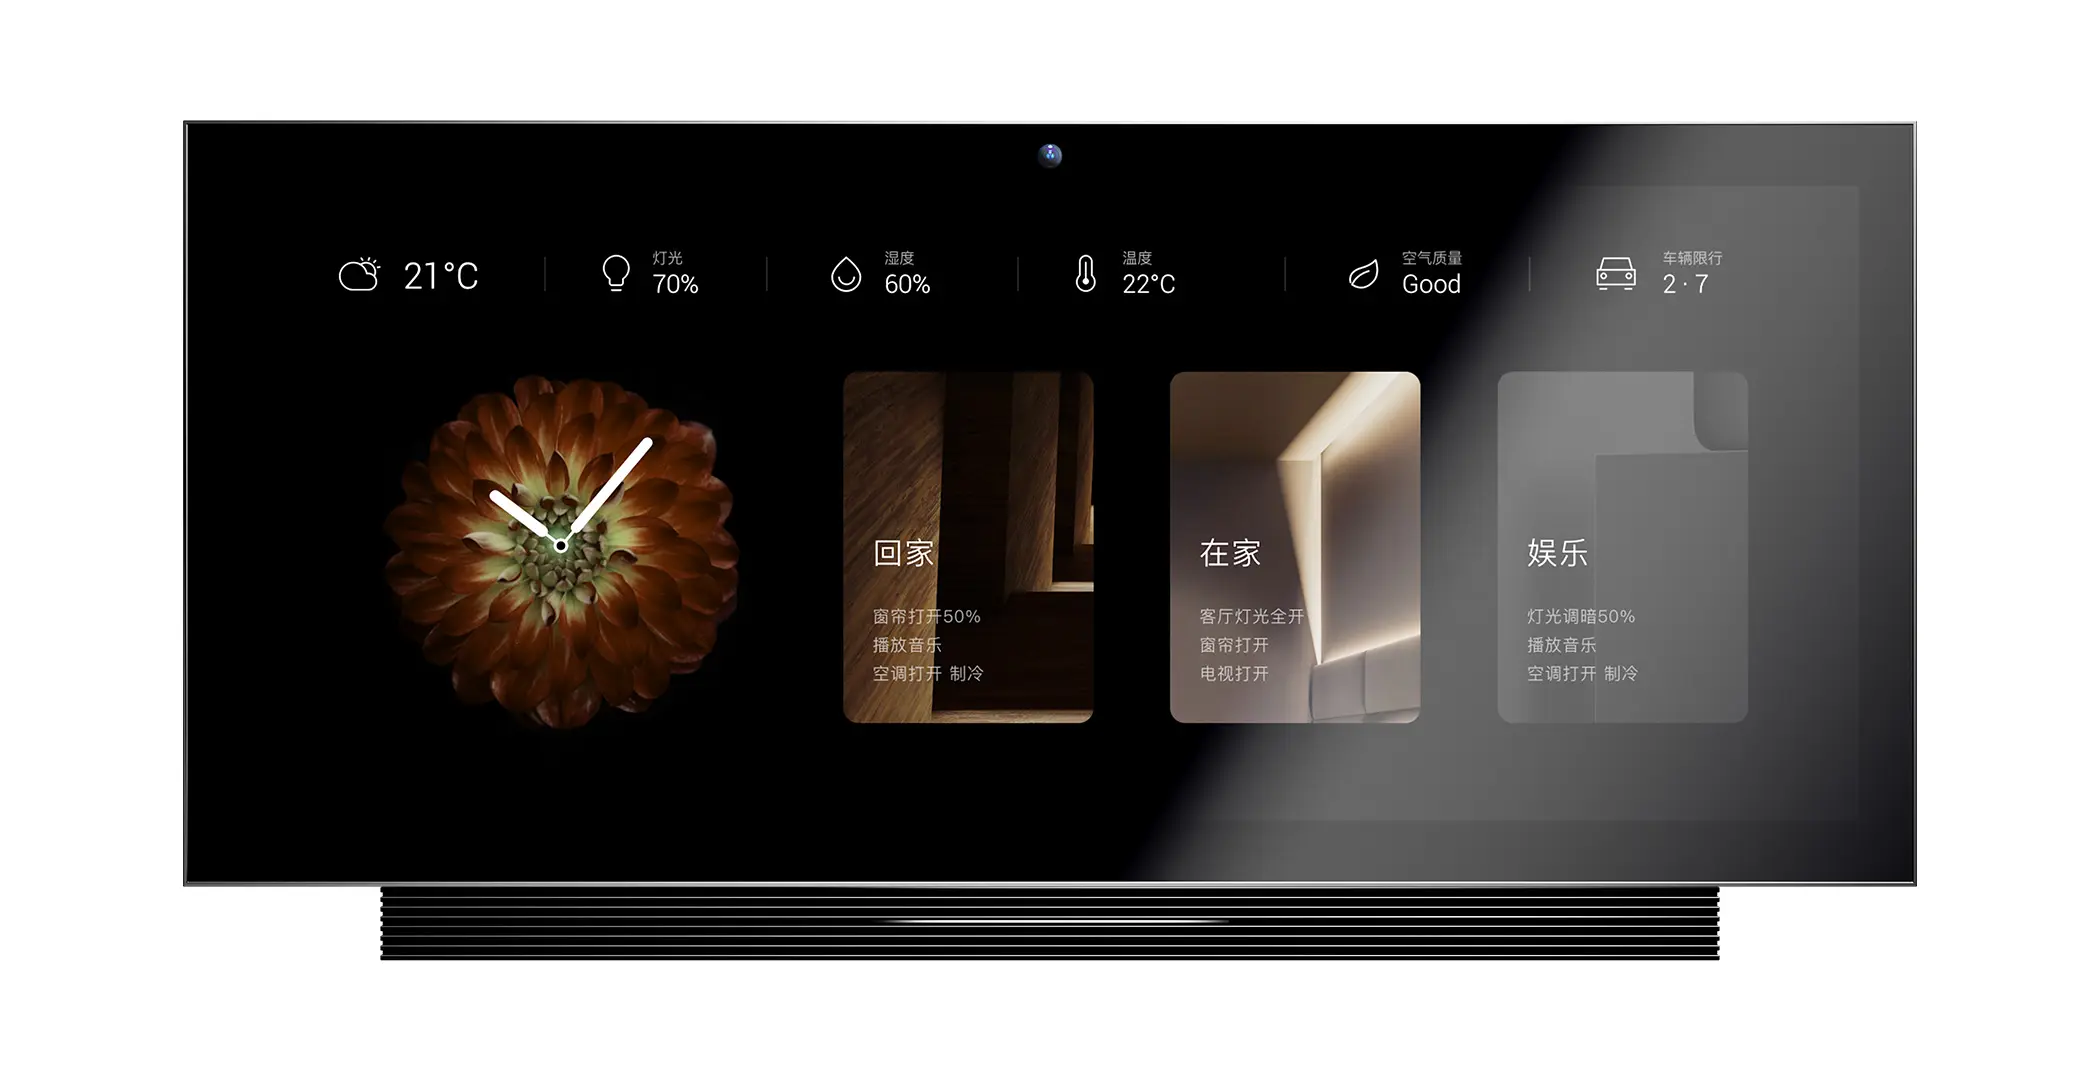 21°C
灯光
70%
湿度
60%
温度
22°C
空气质量
Good
车辆限行
2 · 7
回家
窗帘打开50%
播放音乐
空调打开 制冷
在家
客厅灯光全开
窗帘打开
电视打开
娱乐
灯光调暗50%
播放音乐
空调打开 制冷